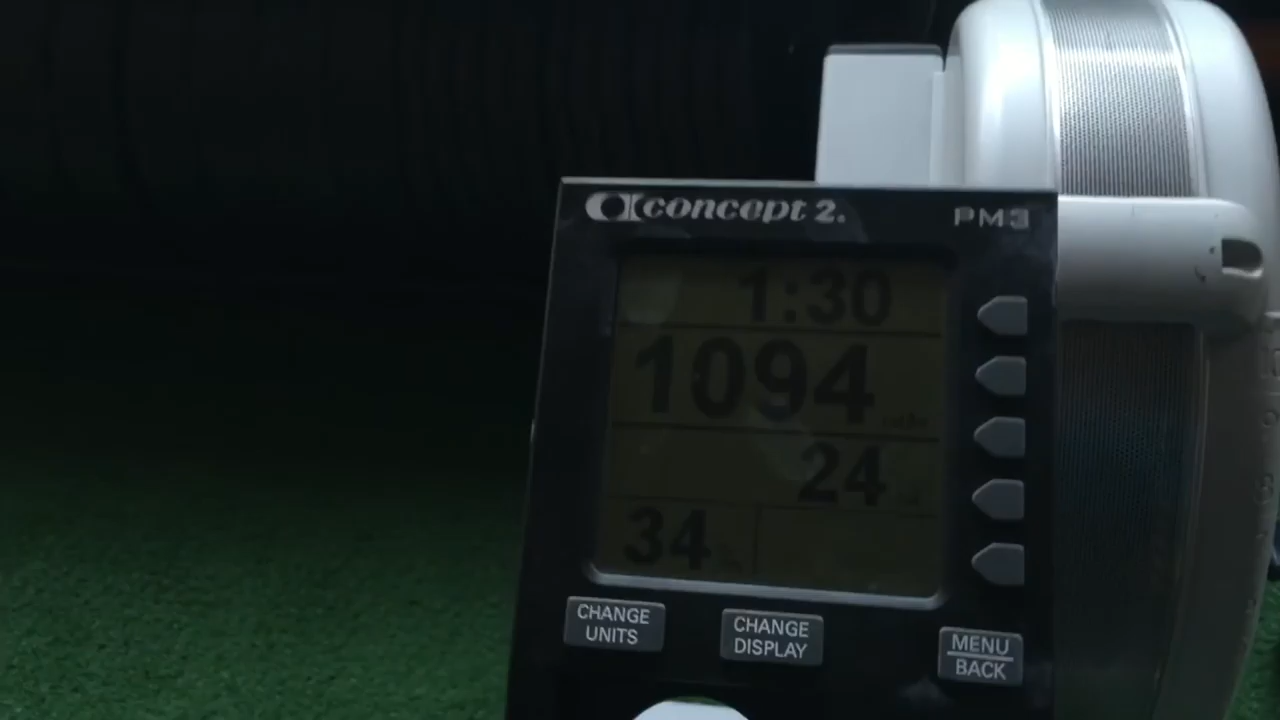 concept 2.
PM3
1:30
1094
24
34
CHANGE
UNITS
CHANGE
DISPLAY
MENU
BACK